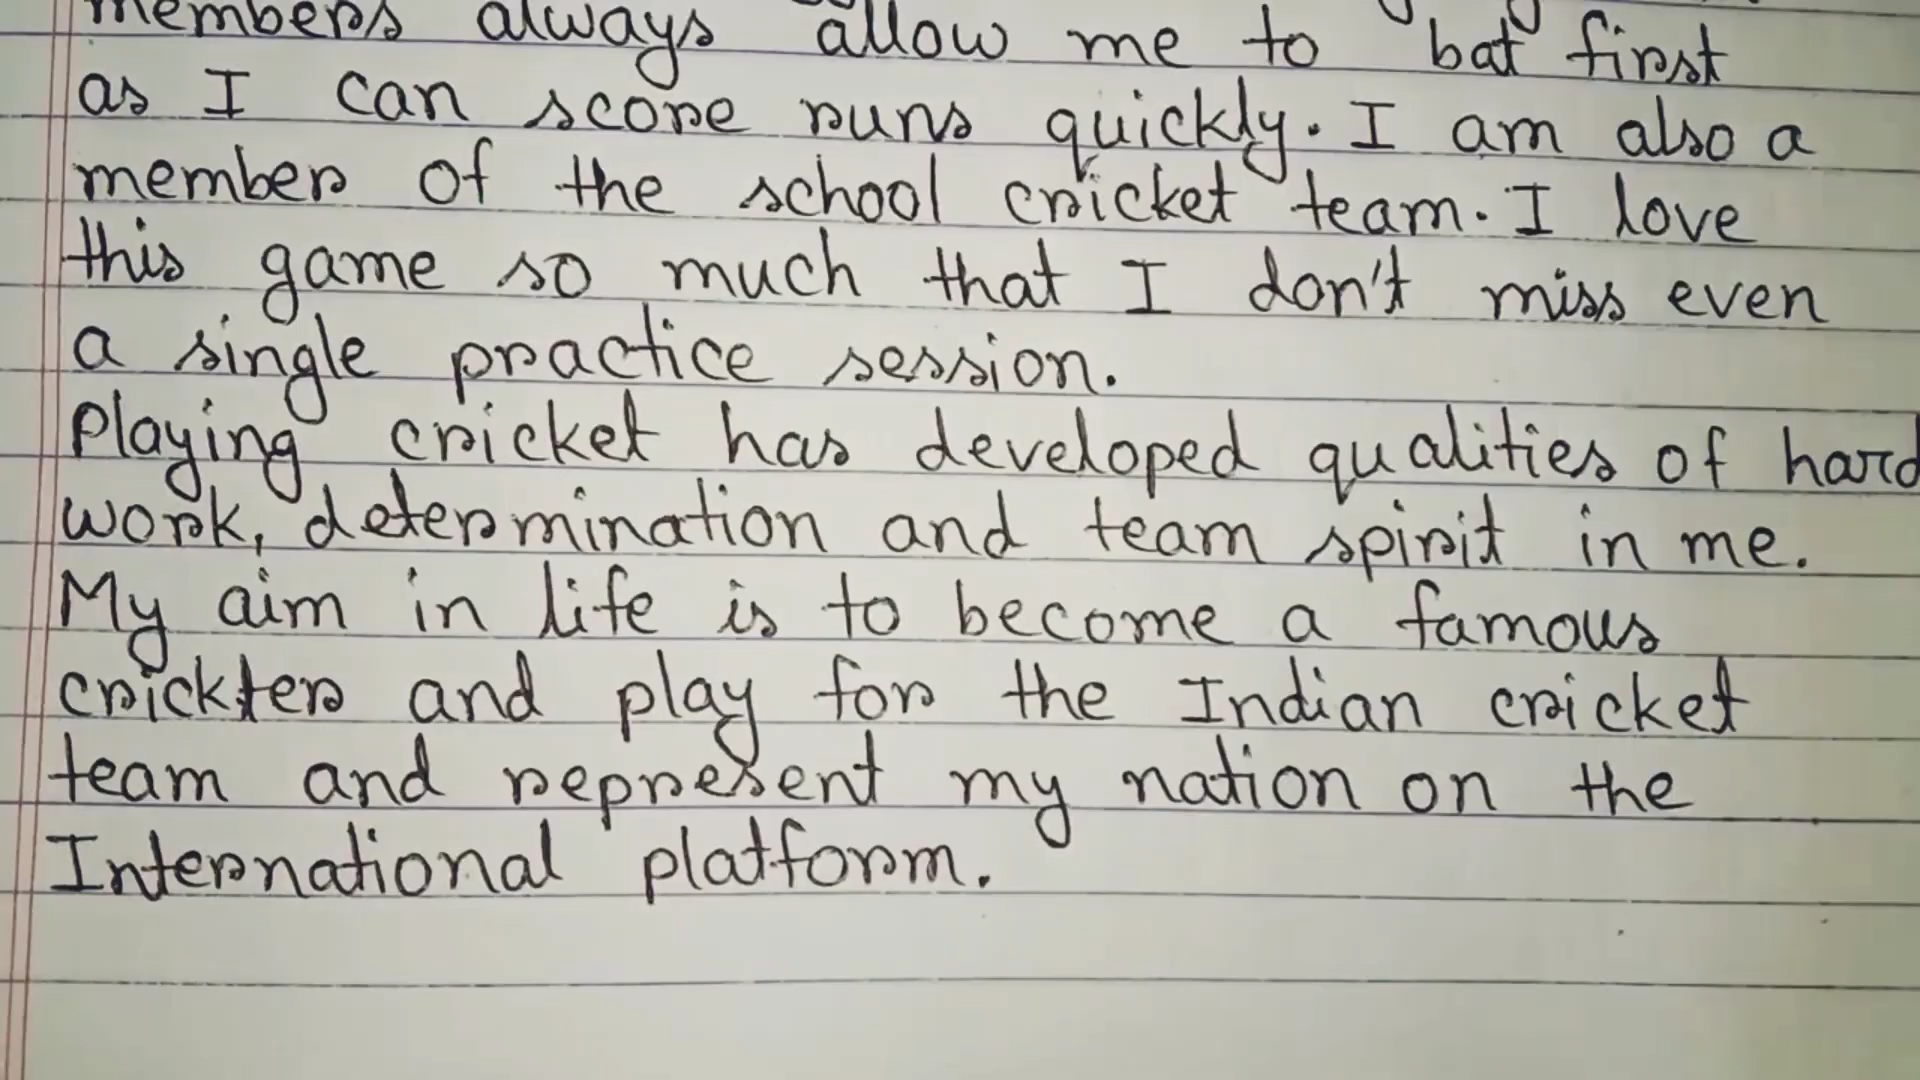 members always allow me to bat first
as I can score runs quickly. I am also a
member of the school cricket team. I love
this game so much that I don't miss even
a single practice session.
Playing cricket has developed qualities of hard
work, determination and team spirit in me.
My aim in life is to become a famous
crickter and play for the Indian cricket
team and represent my nation on the
International platform.